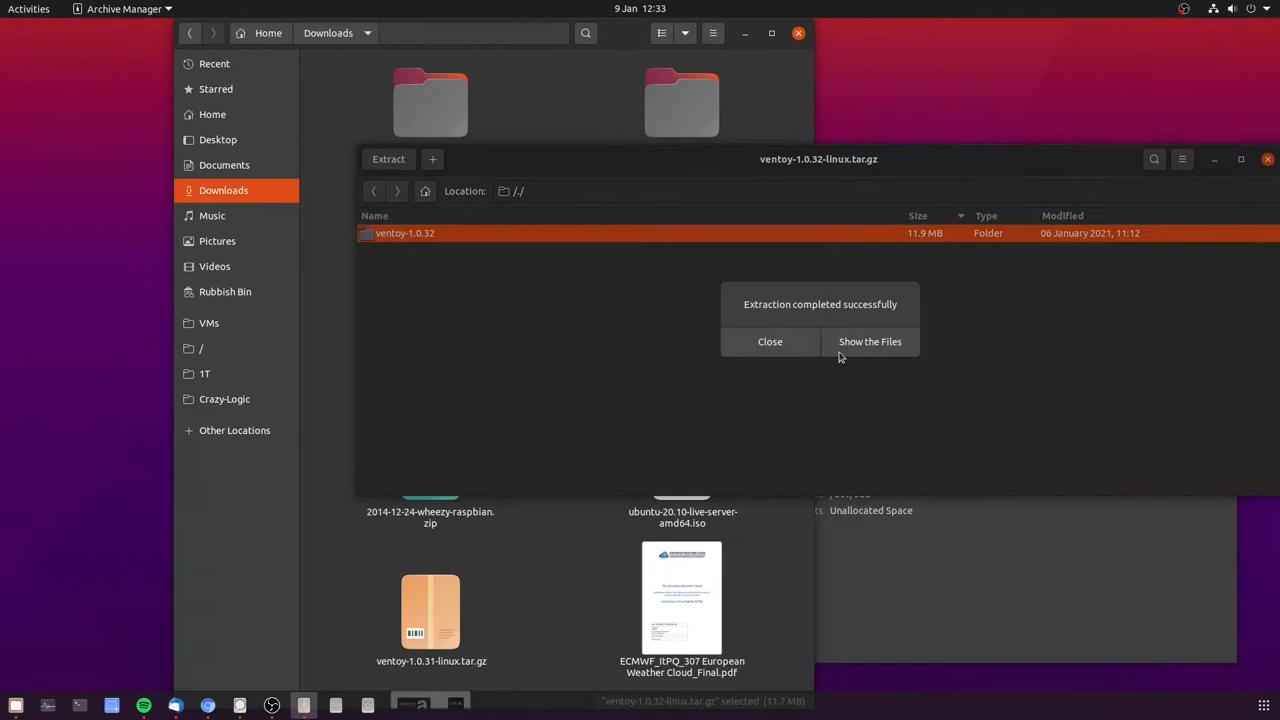 Activities
Archive Manager
9 Jan 12:33
Home
Downloads
Recent
Starred
Home
Desktop
Documents
Downloads
Music
Pictures
Videos
Rubbish Bin
VMs
/
1T
Crazy-Logic
Other Locations
Extract
ventoy-1.0.32-linux.tar.gz
Location:
/./
Name
Size
Type
Modified
ventoy-1.0.32
11.9 MB
Folder
06 January 2021, 11:12
Extraction completed successfully
Close
Show the Files
2014-12-24-wheezy-raspbian.
zip
ubuntu-20.10-live-server-
amd64.iso
Unallocated Space
ventoy-1.0.31-linux.tar.gz
ECMWF_ItPQ_307 European
Weather Cloud_Final.pdf
"ventoy-1.0.32-linux.tar.gz" selected (11.7 MB)